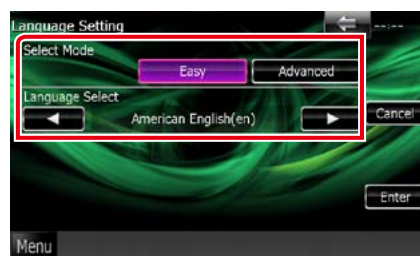 Language Setting
--:--
Select Mode
Easy
Advanced
Language Select
American English(en)
Cancel
Enter
Menu